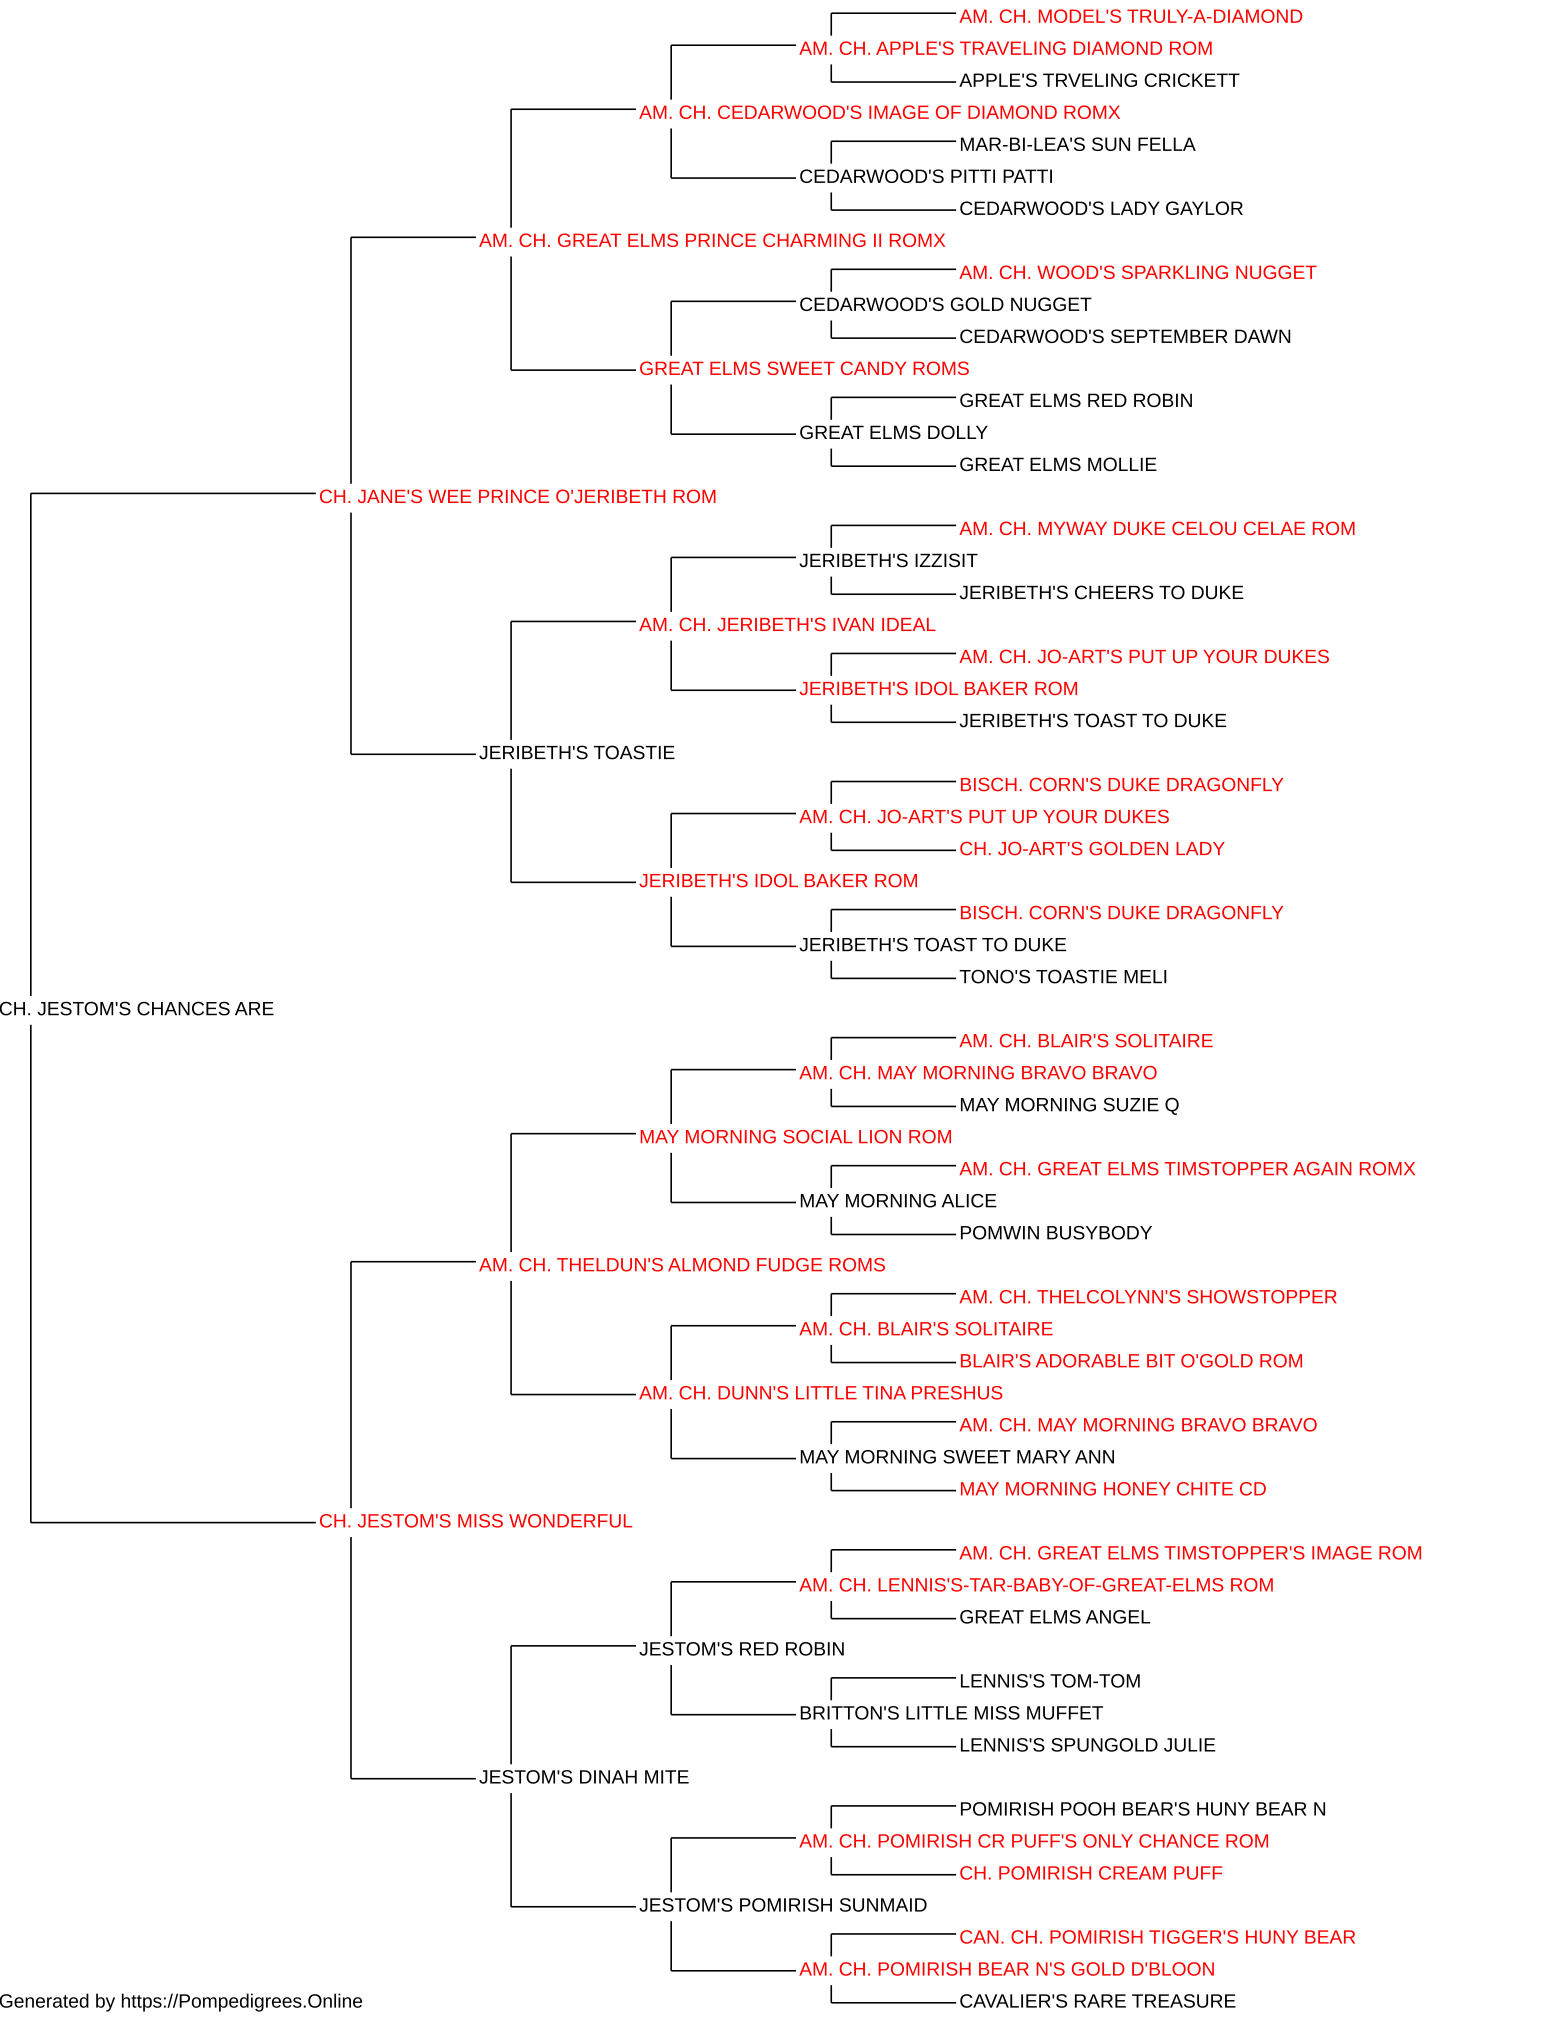 AM. CH. MODEL'S TRULY-A-DIAMOND
AM. CH. APPLE'S TRAVELING DIAMOND ROM
APPLE'S TRVELING CRICKETT
AM. CH. CEDARWOOD'S IMAGE OF DIAMOND ROMX
MAR-BI-LEA'S SUN FELLA
CEDARWOOD'S PITTI PATTI
CEDARWOOD'S LADY GAYLOR
AM. CH. GREAT ELMS PRINCE CHARMING II ROMX
AM. CH. WOOD'S SPARKLING NUGGET
CEDARWOOD'S GOLD NUGGET
CEDARWOOD'S SEPTEMBER DAWN
GREAT ELMS SWEET CANDY ROMS
GREAT ELMS RED ROBIN
GREAT ELMS DOLLY
GREAT ELMS MOLLIE
CH. JANE'S WEE PRINCE O'JERIBETH ROM
AM. CH. MYWAY DUKE CELOU CELAE ROM
JERIBETH'S IZZISIT
JERIBETH'S CHEERS TO DUKE
AM. CH. JERIBETH'S IVAN IDEAL
AM. CH. JO-ART'S PUT UP YOUR DUKES
JERIBETH'S IDOL BAKER ROM
JERIBETH'S TOAST TO DUKE
JERIBETH'S TOASTIE
BISCH. CORN'S DUKE DRAGONFLY
AM. CH. JO-ART'S PUT UP YOUR DUKES
CH. JO-ART'S GOLDEN LADY
JERIBETH'S IDOL BAKER ROM
BISCH. CORN'S DUKE DRAGONFLY
JERIBETH'S TOAST TO DUKE
TONO'S TOASTIE MELI
CH. JESTOM'S CHANCES ARE
AM. CH. BLAIR'S SOLITAIRE
AM. CH. MAY MORNING BRAVO BRAVO
MAY MORNING SUZIE Q
MAY MORNING SOCIAL LION ROM
AM. CH. GREAT ELMS TIMSTOPPER AGAIN ROMX
MAY MORNING ALICE
POMWIN BUSYBODY
AM. CH. THELDUN'S ALMOND FUDGE ROMS
AM. CH. THELCOLYNN'S SHOWSTOPPER
AM. CH. BLAIR'S SOLITAIRE
BLAIR'S ADORABLE BIT O'GOLD ROM
AM. CH. DUNN'S LITTLE TINA PRESHUS
AM. CH. MAY MORNING BRAVO BRAVO
MAY MORNING SWEET MARY ANN
MAY MORNING HONEY CHITE CD
CH. JESTOM'S MISS WONDERFUL
AM. CH. GREAT ELMS TIMSTOPPER'S IMAGE ROM
AM. CH. LENNIS'S-TAR-BABY-OF-GREAT-ELMS ROM
GREAT ELMS ANGEL
JESTOM'S RED ROBIN
LENNIS'S TOM-TOM
BRITTON'S LITTLE MISS MUFFET
LENNIS'S SPUNGOLD JULIE
JESTOM'S DINAH MITE
POMIRISH POOH BEAR'S HUNY BEAR N
AM. CH. POMIRISH CR PUFF'S ONLY CHANCE ROM
CH. POMIRISH CREAM PUFF
JESTOM'S POMIRISH SUNMAID
CAN. CH. POMIRISH TIGGER'S HUNY BEAR
AM. CH. POMIRISH BEAR N'S GOLD D'BLOON
CAVALIER'S RARE TREASURE
Generated by https://Pompedigrees.Online